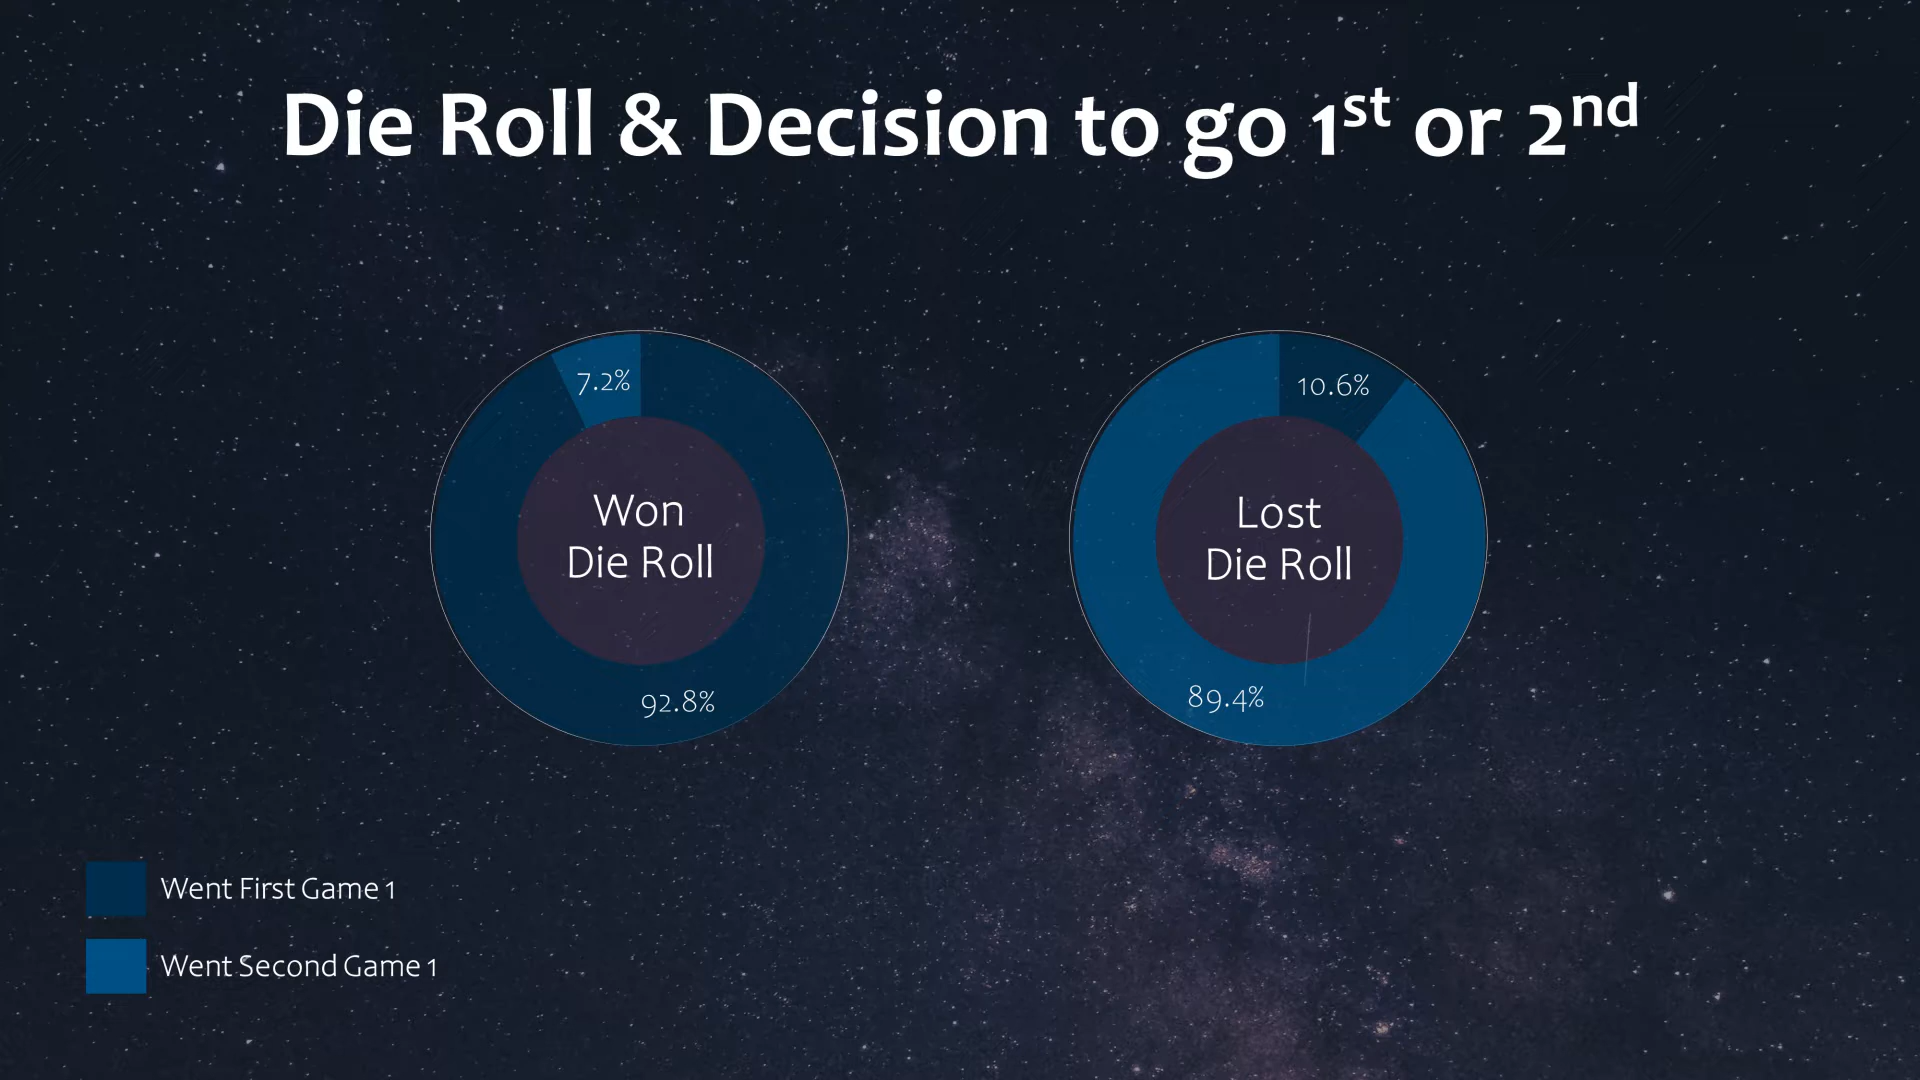 Die Roll & Decision to go 1st or 2nd
7.2%
Won
Die Roll
92.8%
10.6%
Lost
Die Roll
89.4%
Went First Game 1
Went Second Game 1